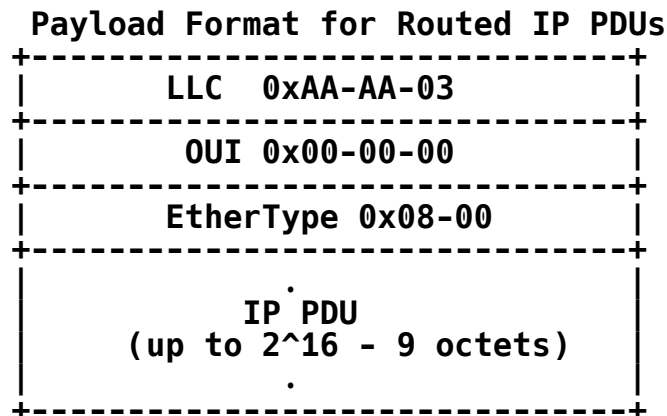 Payload Format for Routed IP PDUs
+-------------------------------+
|       LLC  0xAA-AA-03         |
+-------------------------------+
|        OUI 0x00-00-00         |
+-------------------------------+
|       EtherType 0x08-00       |
+-------------------------------+
|             .                 |
|           IP PDU              |
|     (up to 2^16 - 9 octets)   |
|             .                 |
+-------------------------------+